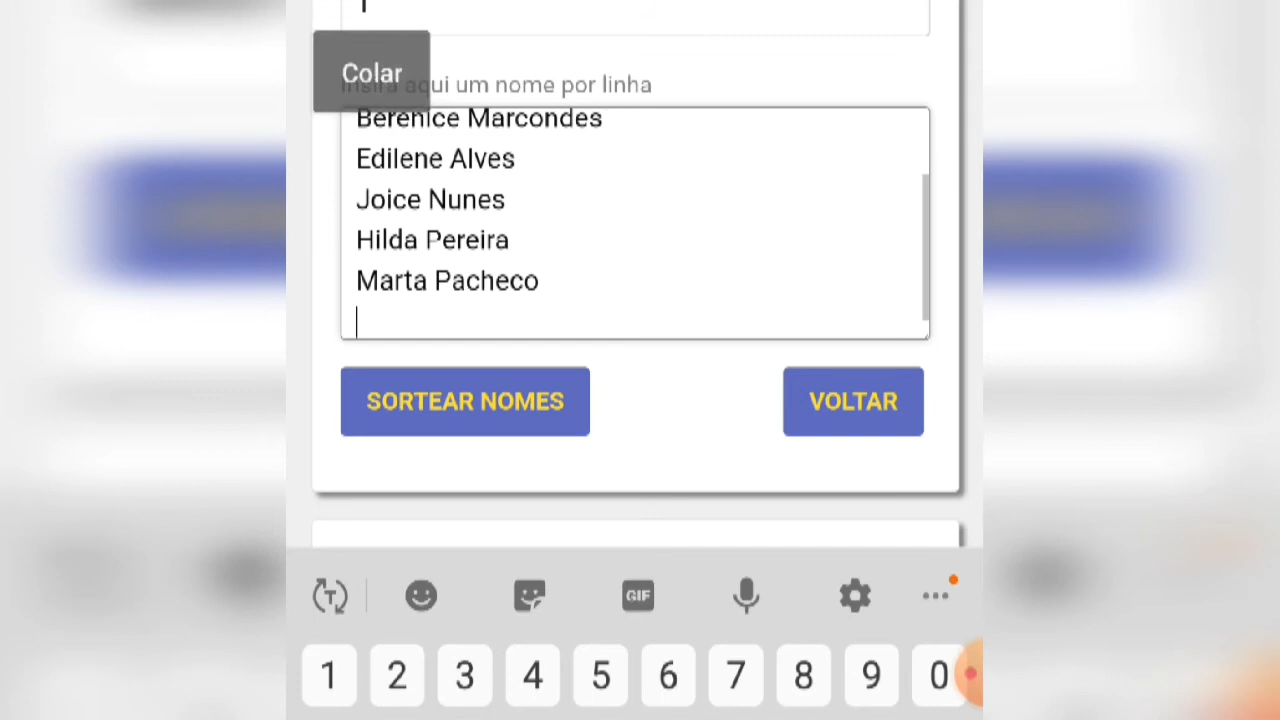 Colar
Insira aqui um nome por linha
Berenice Marcondes
Edilene Alves
Joice Nunes
Hilda Pereira
Marta Pacheco
SORTEAR NOMES
VOLTAR
T
GIF
1 2 3 4 5 6 7 8 9 0